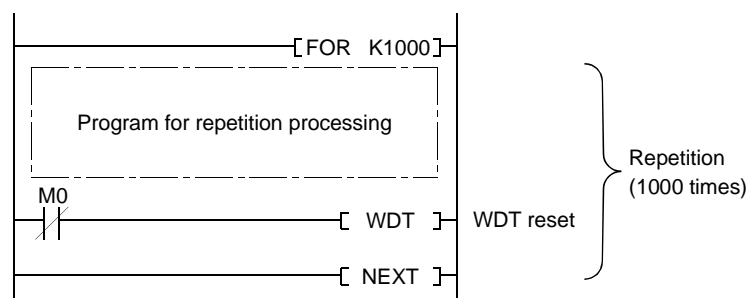 FOR K1000
Program for repetition processing
Repetition
(1000 times)
M0
WDT WDT reset
NEXT